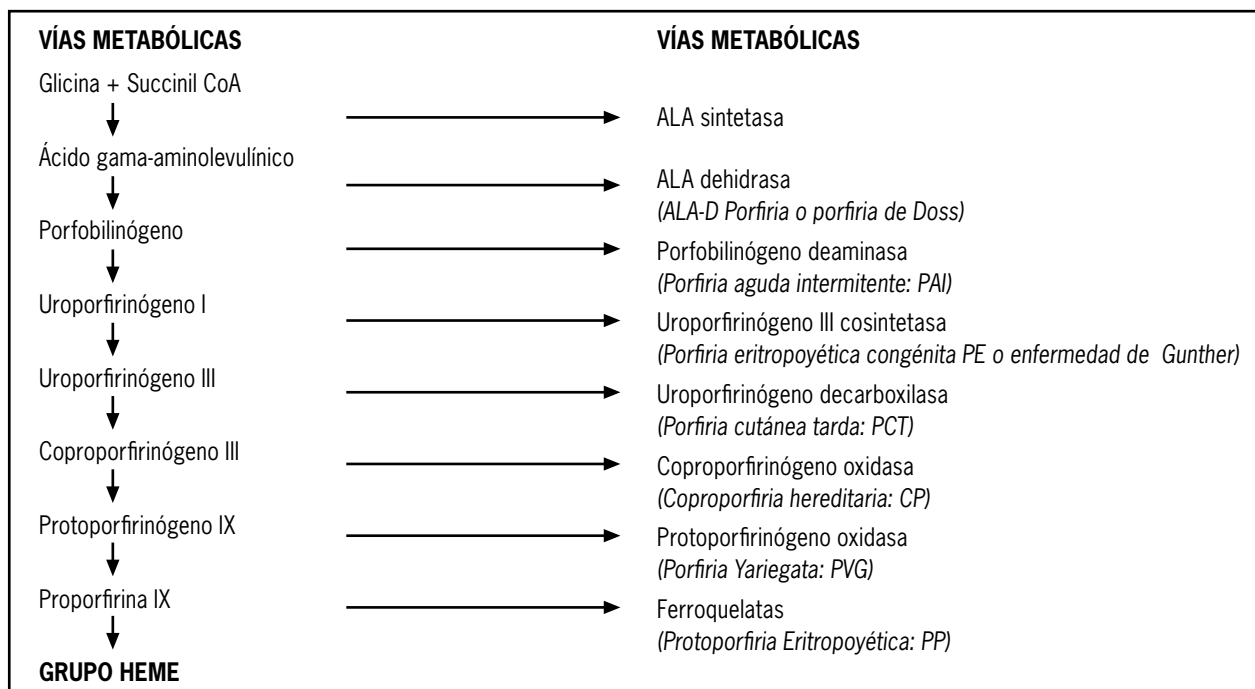 VÍAS METABÓLICAS
Glicina + Succinil CoA
Ácido gama-aminolevulínico
Porfobilinógeno
Uroporfirinógeno I
Uroporfirinógeno III
Coproporfirinógeno III
Protoporfirinógeno IX
Proporfirina IX
GRUPO HEME
VÍAS METABÓLICAS
ALA sintetasa
ALA dehidrasa
(ALA-D Porfiria o porfiria de Doss)
Porfobilinógeno deaminasa
(Porfiria aguda intermitente: PAI)
Uroporfirinógeno III cosintetasa
(Porfiria eritropoyética congénita PE o enfermedad de Gunther)
Uroporfirinógeno decarboxilasa
(Porfiria cutánea tarda: PCT)
Coproporfirinógeno oxidasa
(Coproporfiria hereditaria: CP)
Protoporfirinógeno oxidasa
(Porfiria Yariegata: PVG)
Ferroquelatas
(Protoporfiria Eritropoyética: PP)